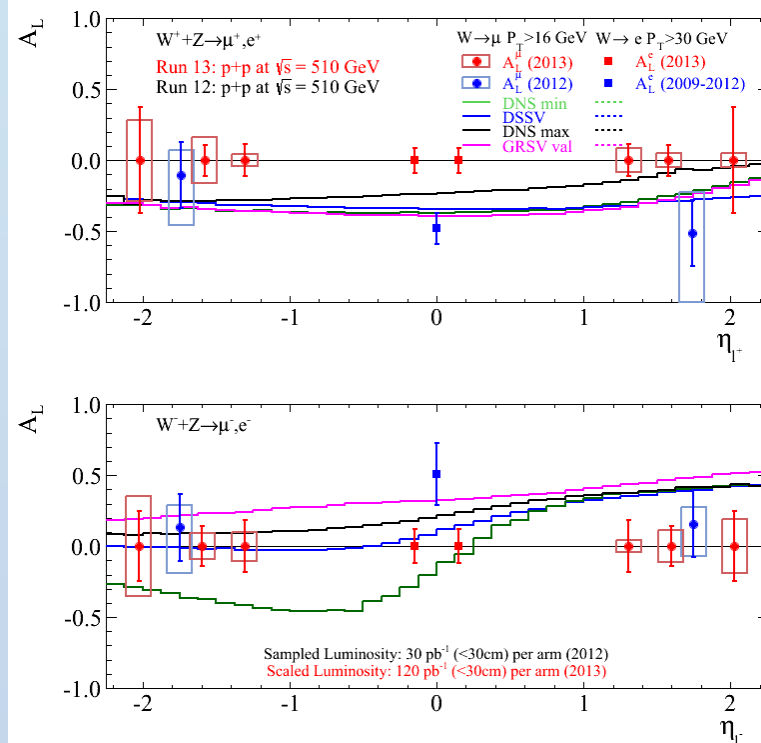 A_L
W⁺+Z→μ⁺,e⁺
Run 13: p+p at √s = 510 GeV
Run 12: p+p at √s = 510 GeV
W→μ P_T>16 GeV W→ e P_T>30 GeV
A_L^μ (2013) A_L^e (2013)
A_L^μ (2012) A_L^e (2009-2012)
DNS min
DSSV
DNS max
GRSV val
1.0
0.5
0.0
-0.5
-1.0
-2 -1 0 1 2
η_l⁺
A_L
W⁻+Z→μ⁻,e⁻
1.0
0.5
0.0
-0.5
-1.0
Sampled Luminosity: 30 pb⁻¹ (<30cm) per arm (2012)
Scaled Luminosity: 120 pb⁻¹ (<30cm) per arm (2013)
-2 -1 0 1 2
η_l⁻